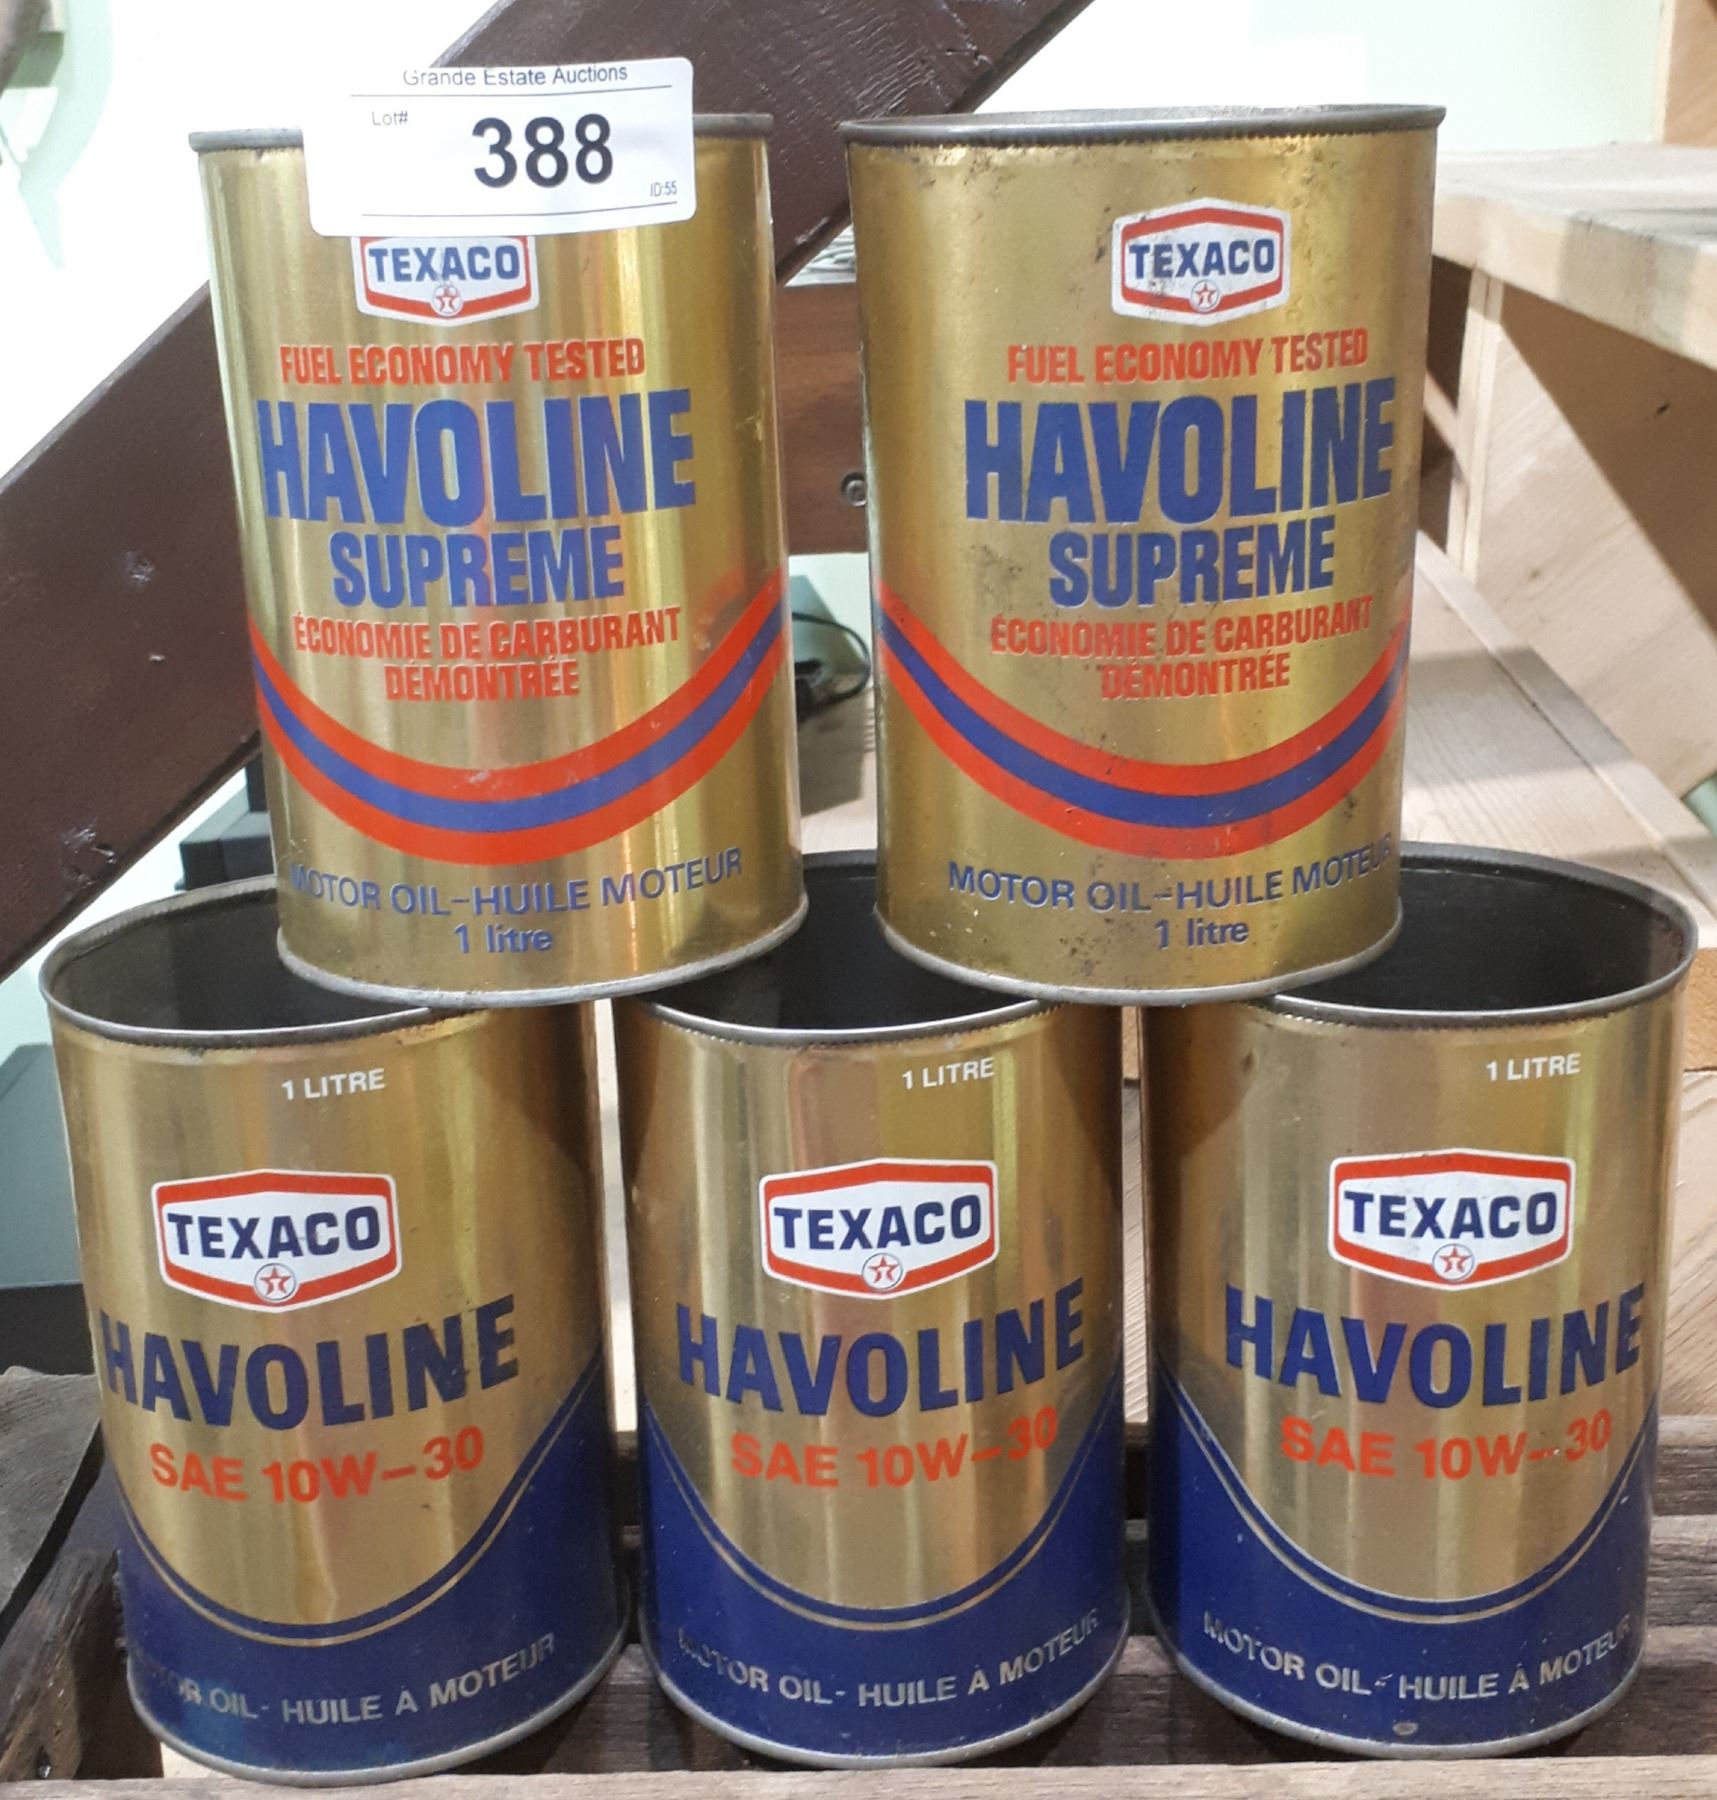 Grande Estate Auctions
Lot#
388
ID:55
TEXACO
FUEL ECONOMY TESTED
HAVOLINE
SUPREME
ÉCONOMIE DE CARBURANT
DÉMONTRÉE
MOTOR OIL-HUILE MOTEUR
1 litre
TEXACO
FUEL ECONOMY TESTED
HAVOLINE
SUPREME
ÉCONOMIE DE CARBURANT
DÉMONTRÉE
MOTOR OIL-HUILE MOTEUR
1 litre
1 LITRE
TEXACO
HAVOLINE
SAE 10W-30
MOTOR OIL- HUILE À MOTEUR
1 LITRE
TEXACO
HAVOLINE
SAE 10W-30
MOTOR OIL- HUILE À MOTEUR
1 LITRE
TEXACO
HAVOLINE
SAE 10W-30
MOTOR OIL- HUILE À MOTEUR